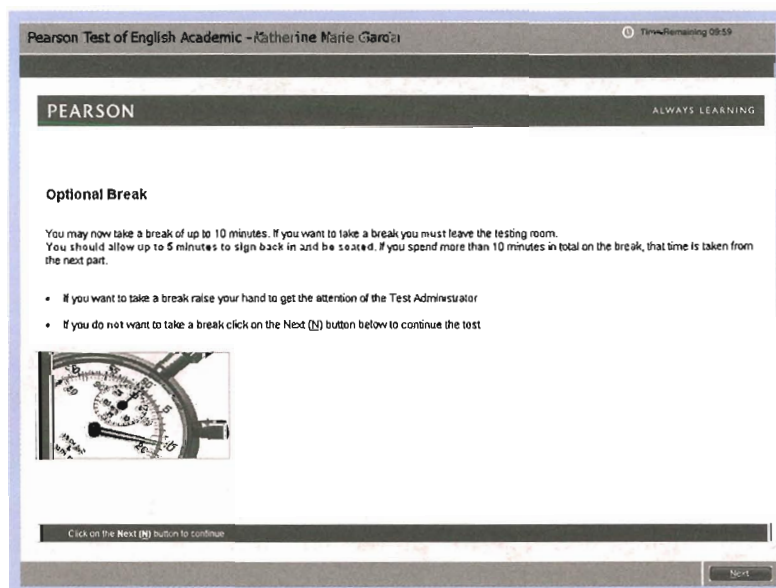 Pearson Test of English Academic - Katherine Marie Garcia
Time Remaining 09:59
PEARSON
ALWAYS LEARNING
Optional Break
You may now take a break of up to 10 minutes. If you want to take a break you must leave the testing room.
You should allow up to 5 minutes to sign back in and be seated. If you spend more than 10 minutes in total on the break, that time is taken from
the next part.
• If you want to take a break raise your hand to get the attention of the Test Administrator
• If you do not want to take a break click on the Next (N) button below to continue the test
55
60
15
20
Click on the Next (N) button to continue
Next